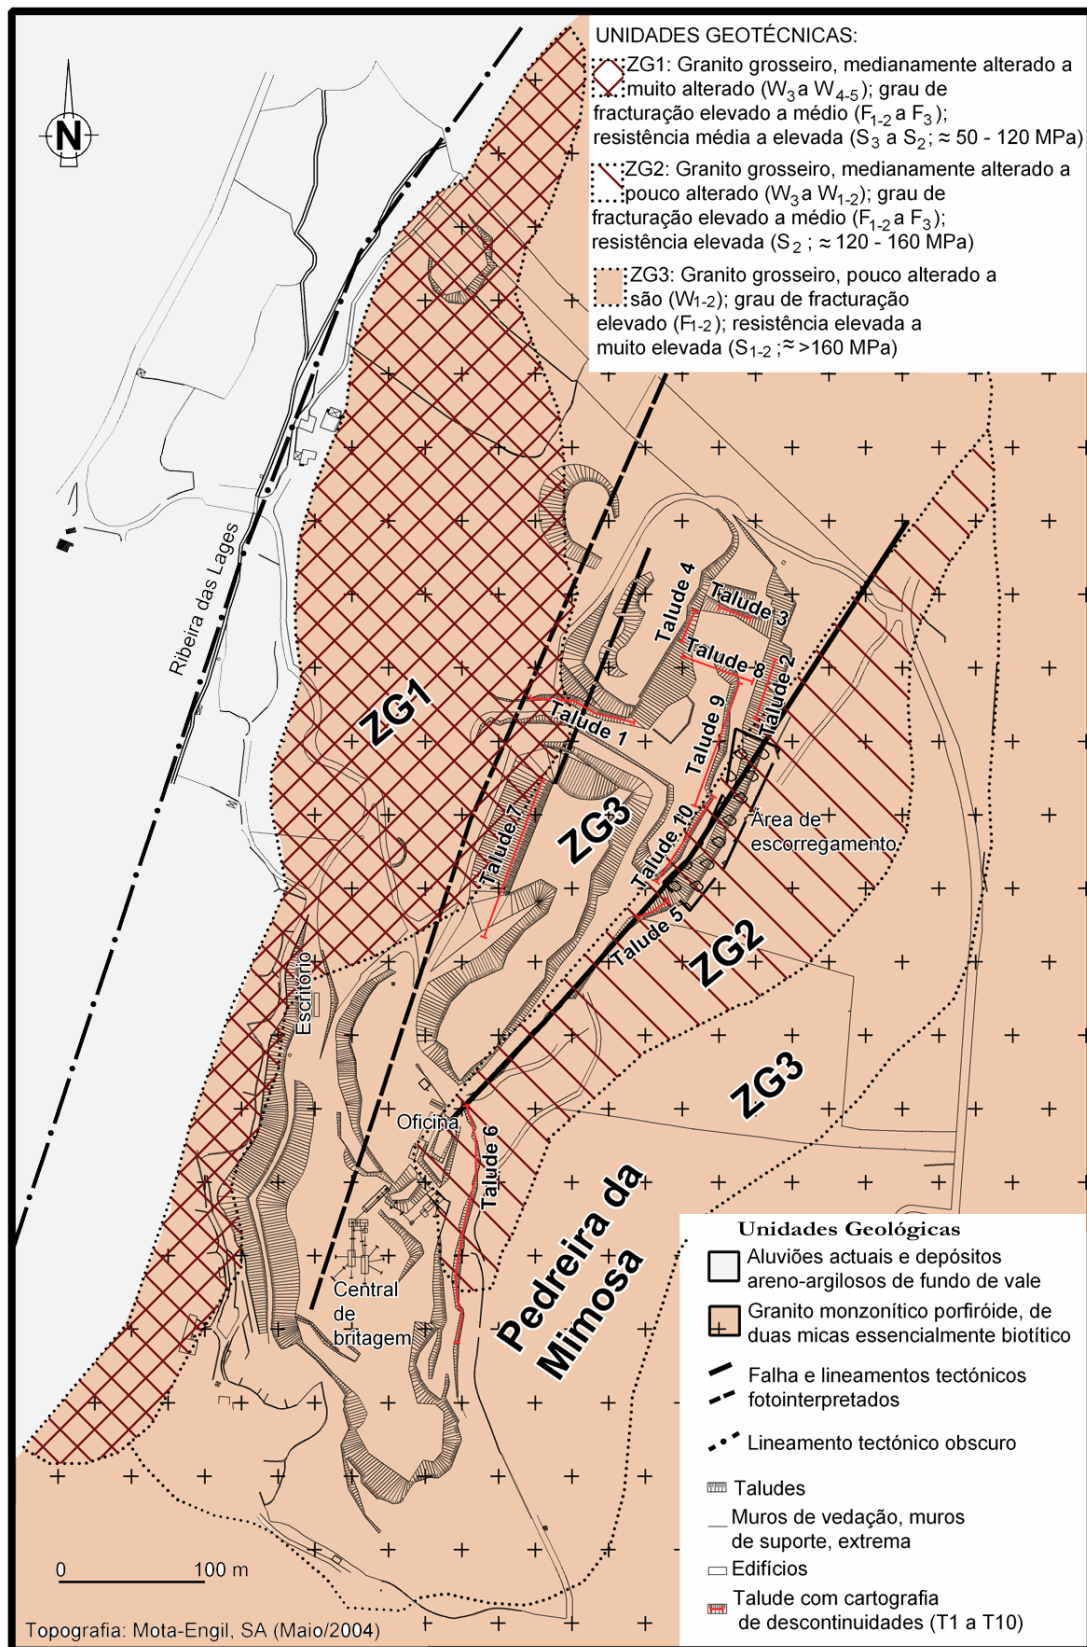 UNIDADES GEOTÉCNICAS:
ZG1: Granito grosseiro, medianamente alterado a
muito alterado (W3 a W4-5); grau de
fracturação elevado a médio (F1-2 a F3);
resistência média a elevada (S3 a S2; ≈ 50 - 120 MPa)
ZG2: Granito grosseiro, medianamente alterado a
pouco alterado (W3 a W1-2); grau de
fracturação elevado a médio (F1-2 a F3);
resistência elevada (S2 ; ≈ 120 - 160 MPa)
ZG3: Granito grosseiro, pouco alterado a
são (W1-2); grau de fracturação
elevado (F1-2); resistência elevada a
muito elevada (S1-2 ; ≈ >160 MPa)
N
Ribeira das Lages
Talude 4
Talude 3
Talude 8
Talude 2
Talude 9
ZG1
Talude 1
ZG3
Talude 7
Talude 10
Área de
escorregamento
Talude 5
ZG2
Escritório
ZG3
Oficina
Talude 6
Pedreira da
Mimosa
Central
de
britagem
Unidades Geológicas
Aluviões actuais e depósitos
areno-argilosos de fundo de vale
Granito monzonítico porfiróide, de
duas micas essencialmente biotítico
Falha e lineamentos tectónicos
fotointerpretados
Lineamento tectónico obscuro
Taludes
Muros de vedação, muros
de suporte, extrema
Edifícios
Talude com cartografia
de descontinuidades (T1 a T10)
0 100 m
Topografia: Mota-Engil, SA (Maio/2004)